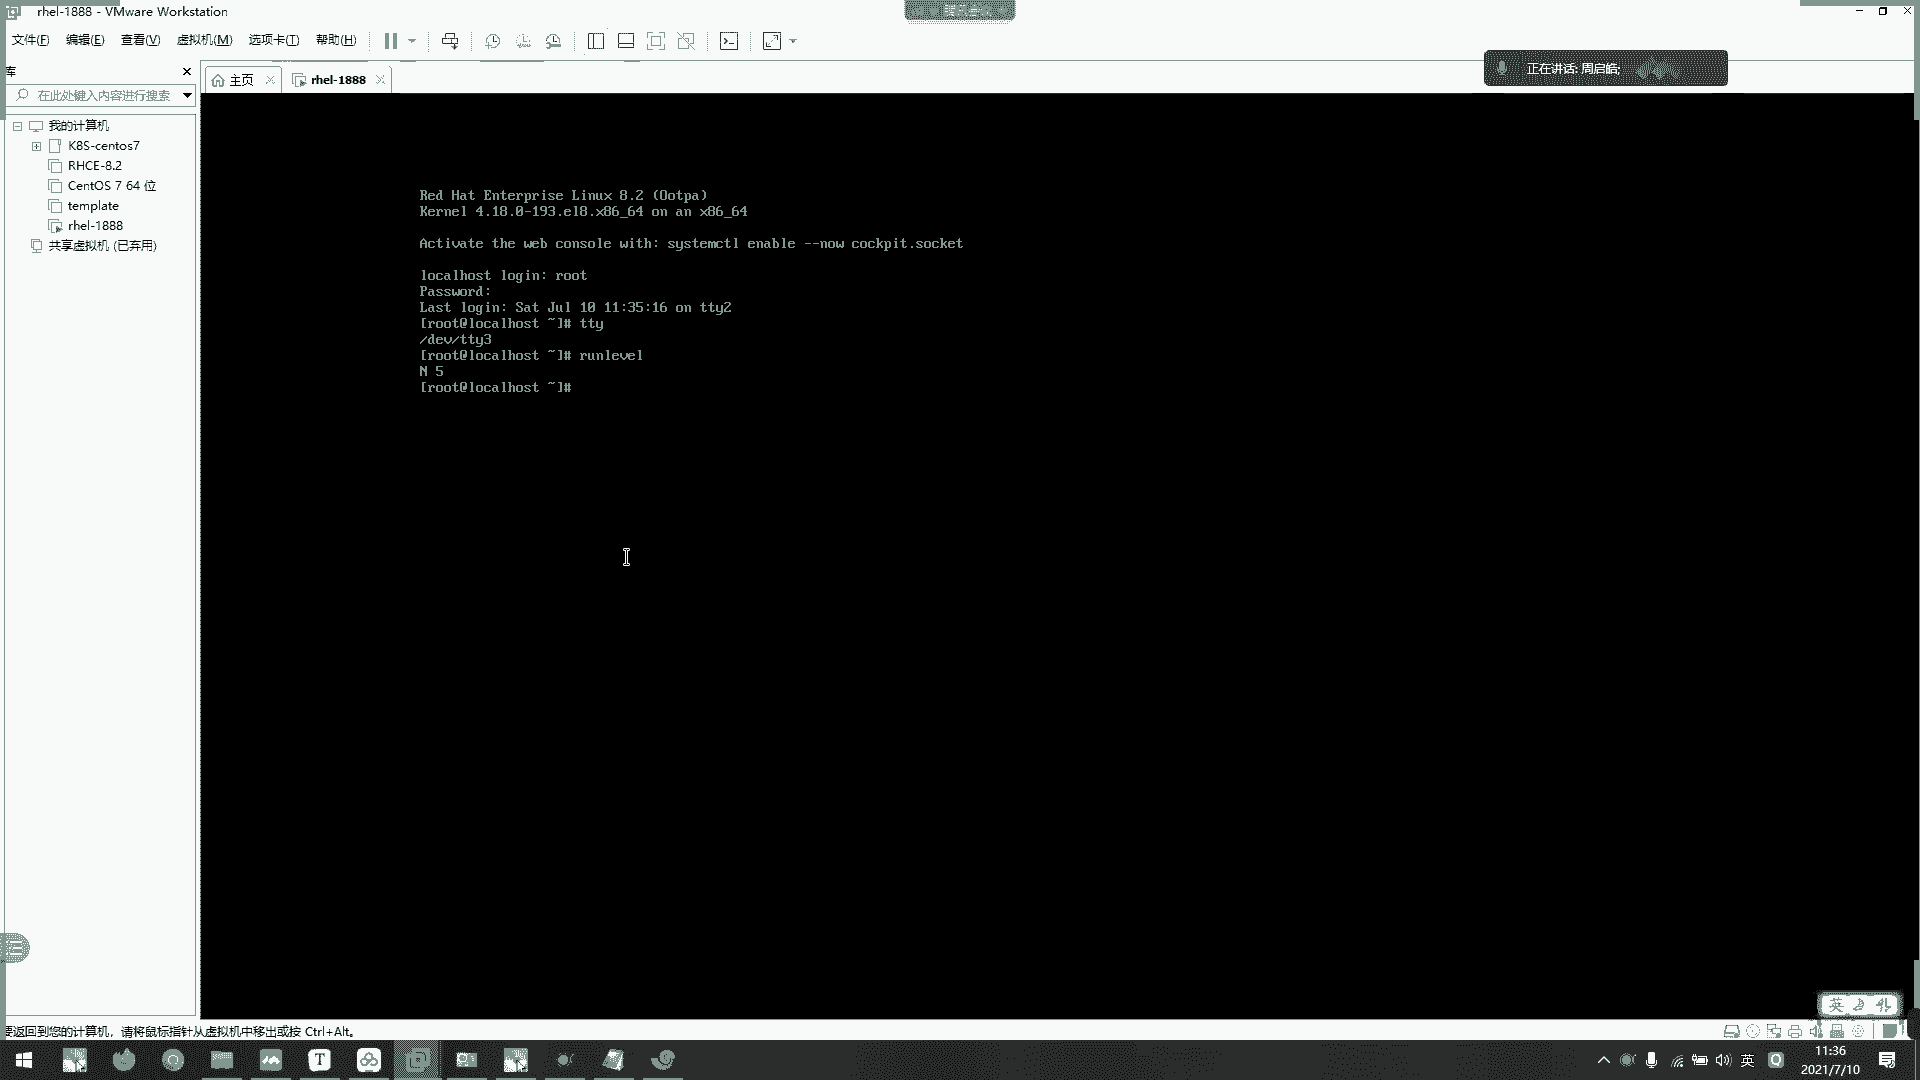 rhel-1888 - VMware Workstation
文件(F) 编辑(E) 查看(V) 虚拟机(M) 选项卡(T) 帮助(H)
库
主页
rhel-1888
正在讲话: 周启皓;
在此处键入内容进行搜索
我的计算机
K8S-centos7
RHCE-8.2
CentOS 7 64 位
template
rhel-1888
共享虚拟机 (已弃用)
Red Hat Enterprise Linux 8.2 (Ootpa)
Kernel 4.18.0-193.el8.x86_64 on an x86_64
Activate the web console with: systemctl enable --now cockpit.socket
localhost login: root
Password:
Last login: Sat Jul 10 11:35:16 on tty2
[root@localhost ~]# tty
/dev/tty3
[root@localhost ~]# runlevel
N 5
[root@localhost ~]#
英
要返回到您的计算机，请将鼠标指针从虚拟机中移出或按 Ctrl+Alt。
T
英
11:36
2021/7/10